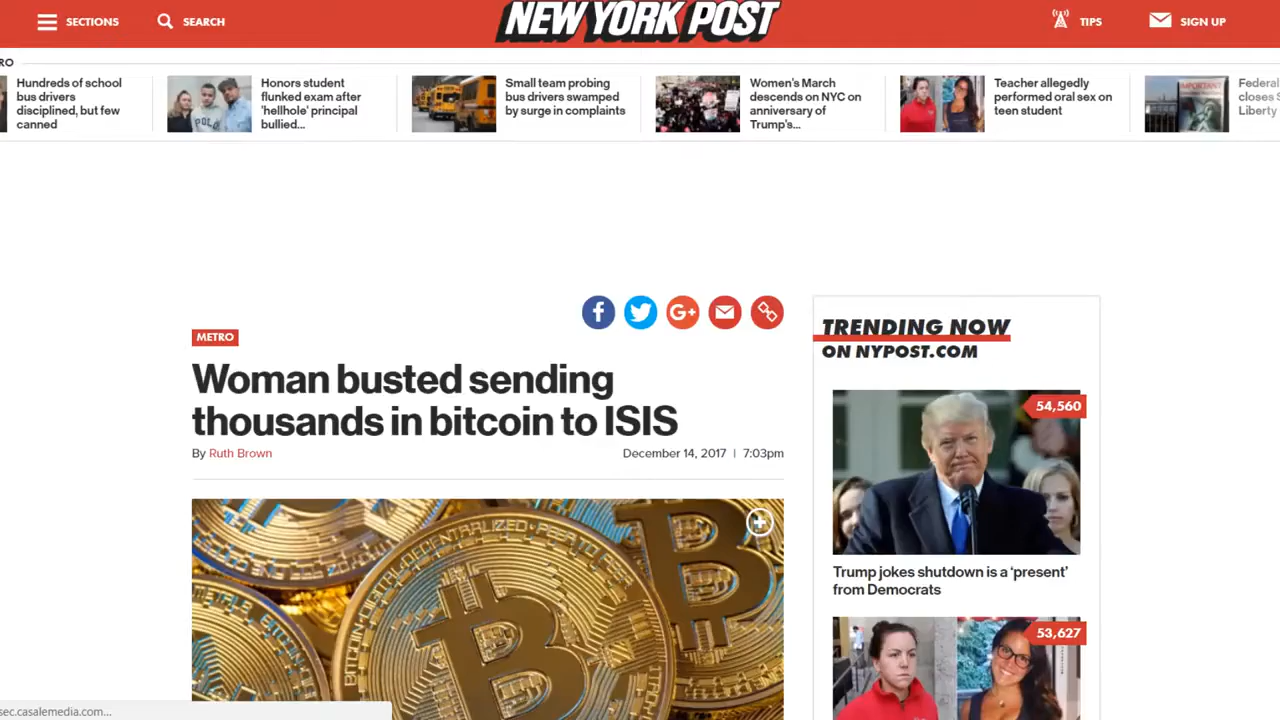 SECTIONS
SEARCH
NEW YORK POST
TIPS
SIGN UP
RO
Hundreds of school
bus drivers
disciplined, but few
canned
Honors student
flunked exam after
'hellhole' principal
bullied...
Small team probing
bus drivers swamped
by surge in complaints
Women's March
descends on NYC on
anniversary of
Trump's...
Teacher allegedly
performed oral sex on
teen student
IMPORTANT
Federal
closes S
Liberty
POLO
METRO
Woman busted sending
thousands in bitcoin to ISIS
By Ruth Brown
December 14, 2017 | 7:03pm
TRENDING NOW
ON NYPOST.COM
54,560
Trump jokes shutdown is a ‘present’
from Democrats
53,627
DECENTRALIZED
sec.casalemedia.com...